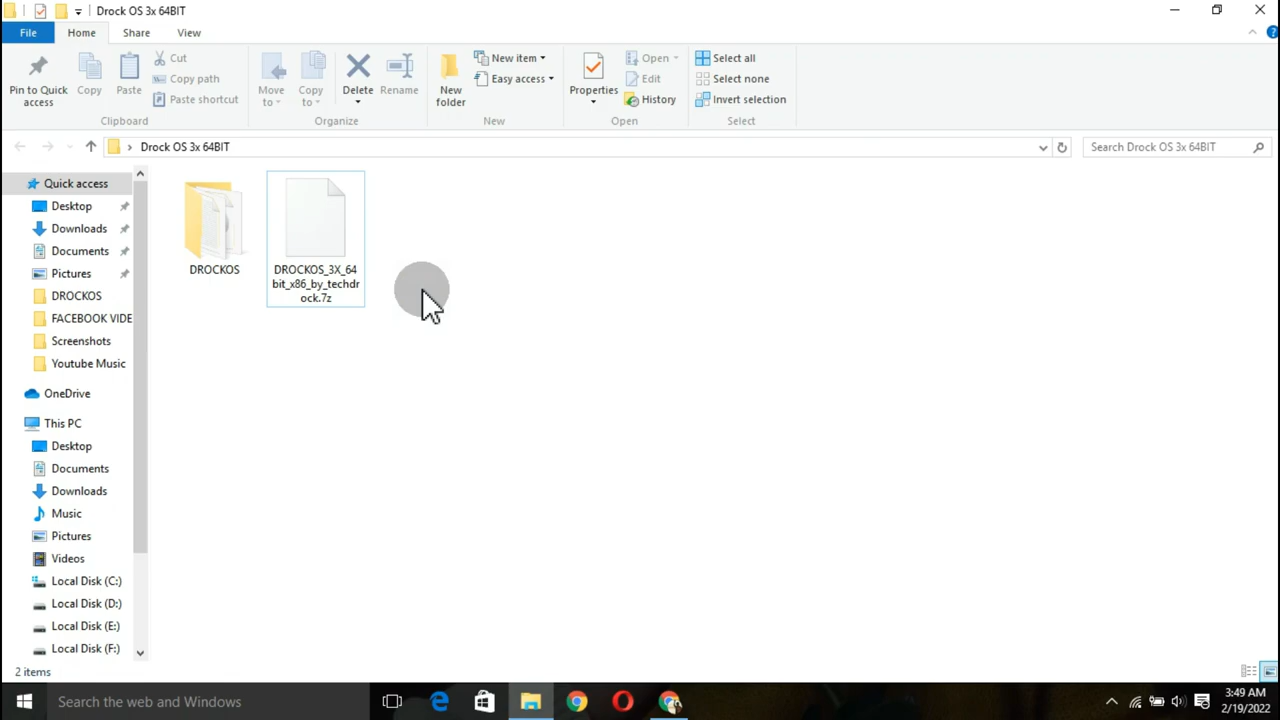 Drock OS 3x 64BIT
File Home Share View
Pin to Quick access
Copy
Paste
Cut
Copy path
Paste shortcut
Move to
Copy to
Delete
Rename
New folder
New item
Easy access
Properties
Open
Edit
History
Select all
Select none
Invert selection
Clipboard Organize New Open Select
Drock OS 3x 64BIT
Search Drock OS 3x 64BIT
Quick access
Desktop
Downloads
Documents
Pictures
DROCKOS
FACEBOOK VIDE
Screenshots
Youtube Music
OneDrive
This PC
Desktop
Documents
Downloads
Music
Pictures
Videos
Local Disk (C:)
Local Disk (D:)
Local Disk (E:)
Local Disk (F:)
DROCKOS
DROCKOS_3X_64
bit_x86_by_techdr
ock.7z
2 items
Search the web and Windows
3:49 AM
2/19/2022